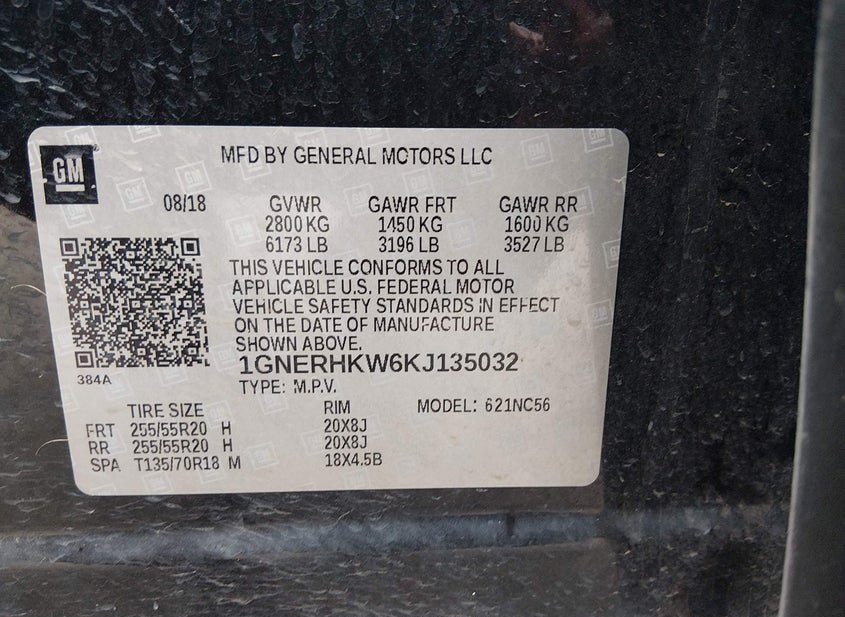 GM
MFD BY GENERAL MOTORS LLC
08/18 GVWR GAWR FRT GAWR RR
2800 KG 1450 KG 1600 KG
6173 LB 3196 LB 3527 LB
THIS VEHICLE CONFORMS TO ALL
APPLICABLE U.S. FEDERAL MOTOR
VEHICLE SAFETY STANDARDS IN EFFECT
ON THE DATE OF MANUFACTURE
SHOWN ABOVE.
1GNERHKW6KJ135032
384A
TYPE: M.P.V.
TIRE SIZE RIM MODEL: 621NC56
FRT 255/55R20 H 20X8J
RR 255/55R20 H 20X8J
SPA T135/70R18 M 18X4.5B